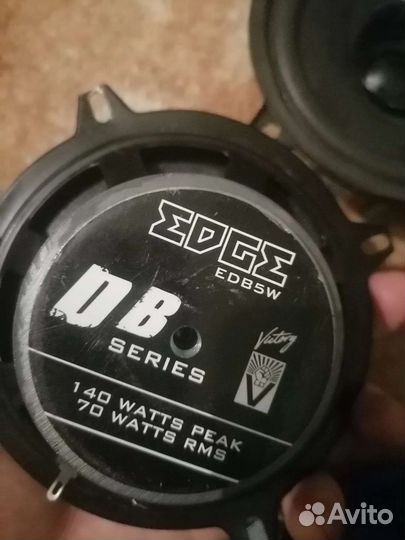 EDGE
EDB5W
DB
SERIES
Victory
V
140 WATTS PEAK
70 WATTS RMS
Avito